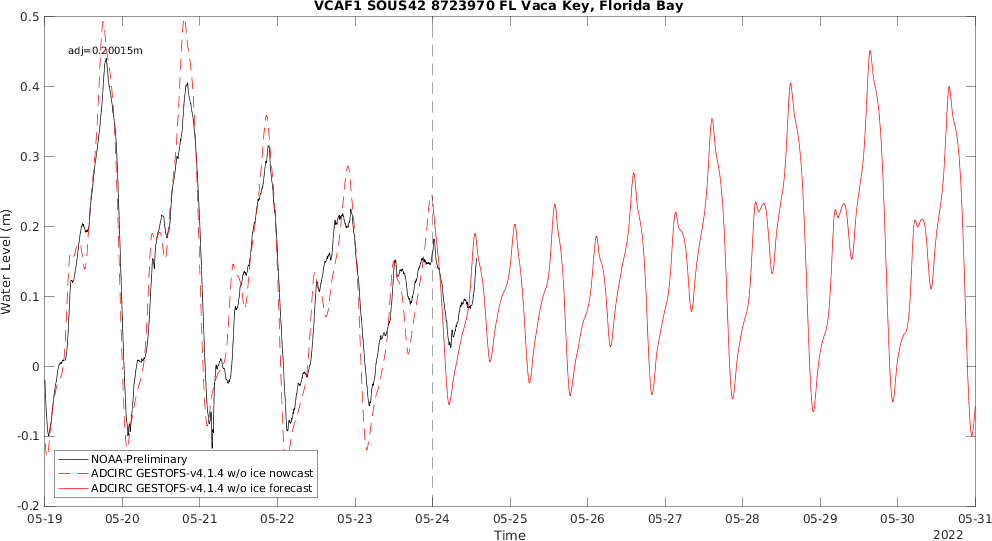 VCAF1 SOUS42 8723970 FL Vaca Key, Florida Bay
adj=0.20015m
Water Level (m)
0.5
0.4
0.3
0.2
0.1
0
-0.1
-0.2
NOAA-Preliminary
ADCIRC GESTOFS-v4.1.4 w/o ice nowcast
ADCIRC GESTOFS-v4.1.4 w/o ice forecast
05-19 05-20 05-21 05-22 05-23 05-24 05-25 05-26 05-27 05-28 05-29 05-30 05-31
Time
2022